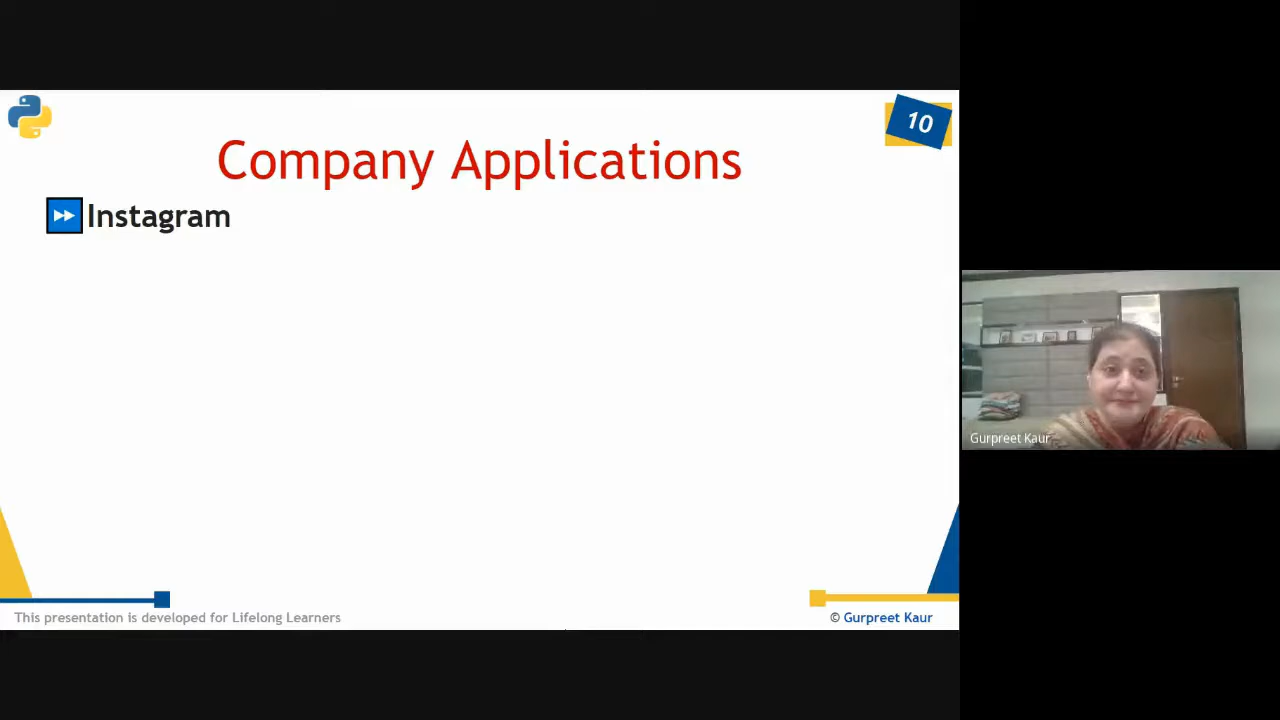 10
Company Applications
Instagram
Gurpreet Kaur
This presentation is developed for Lifelong Learners
© Gurpreet Kaur